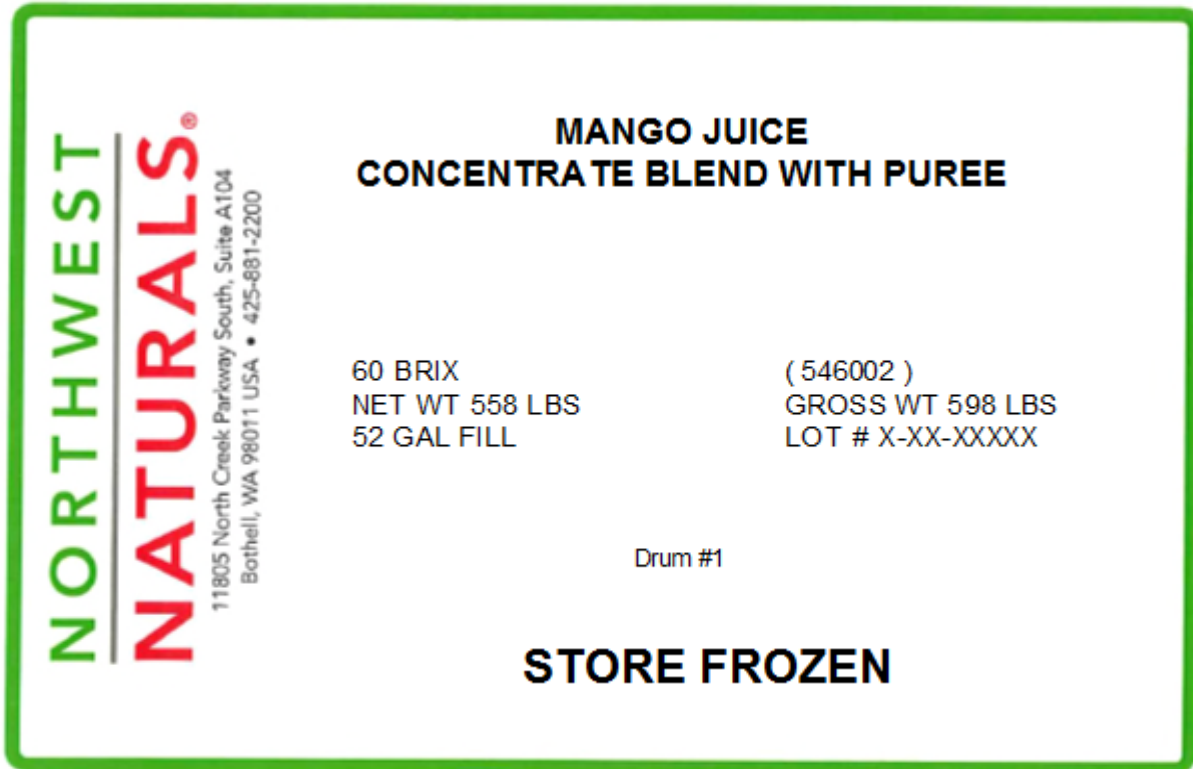 NORTHWEST
NATURALS®
11805 North Creek Parkway South, Suite A104
Bothell, WA 98011 USA • 425-881-2200
MANGO JUICE
CONCENTRATE BLEND WITH PUREE
60 BRIX
NET WT 558 LBS
52 GAL FILL
( 546002 )
GROSS WT 598 LBS
LOT # X-XX-XXXXX
Drum #1
STORE FROZEN